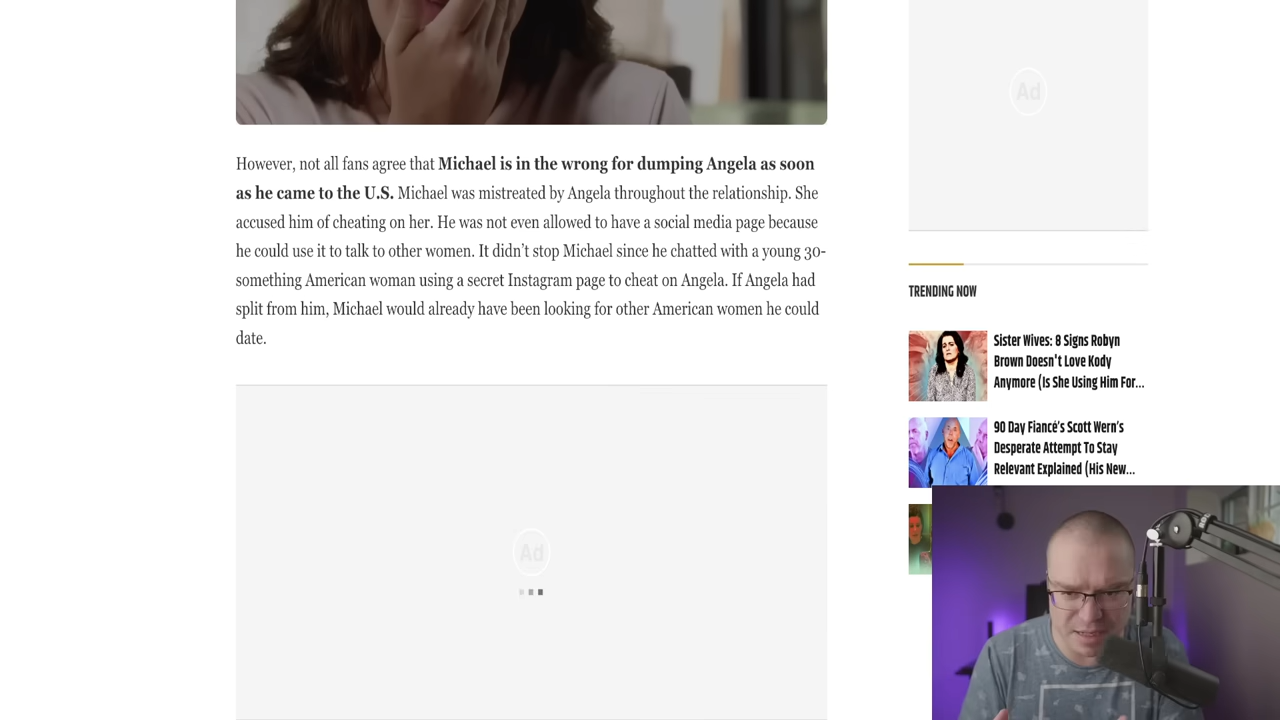 However, not all fans agree that Michael is in the wrong for dumping Angela as soon
as he came to the U.S. Michael was mistreated by Angela throughout the relationship. She
accused him of cheating on her. He was not even allowed to have a social media page because
he could use it to talk to other women. It didn’t stop Michael since he chatted with a young 30-
something American woman using a secret Instagram page to cheat on Angela. If Angela had
split from him, Michael would already have been looking for other American women he could
date.
Ad
Ad
TRENDING NOW
Sister Wives: 8 Signs Robyn
Brown Doesn't Love Kody
Anymore (Is She Using Him For...
90 Day Fiancé’s Scott Wern’s
Desperate Attempt To Stay
Relevant Explained (His New...